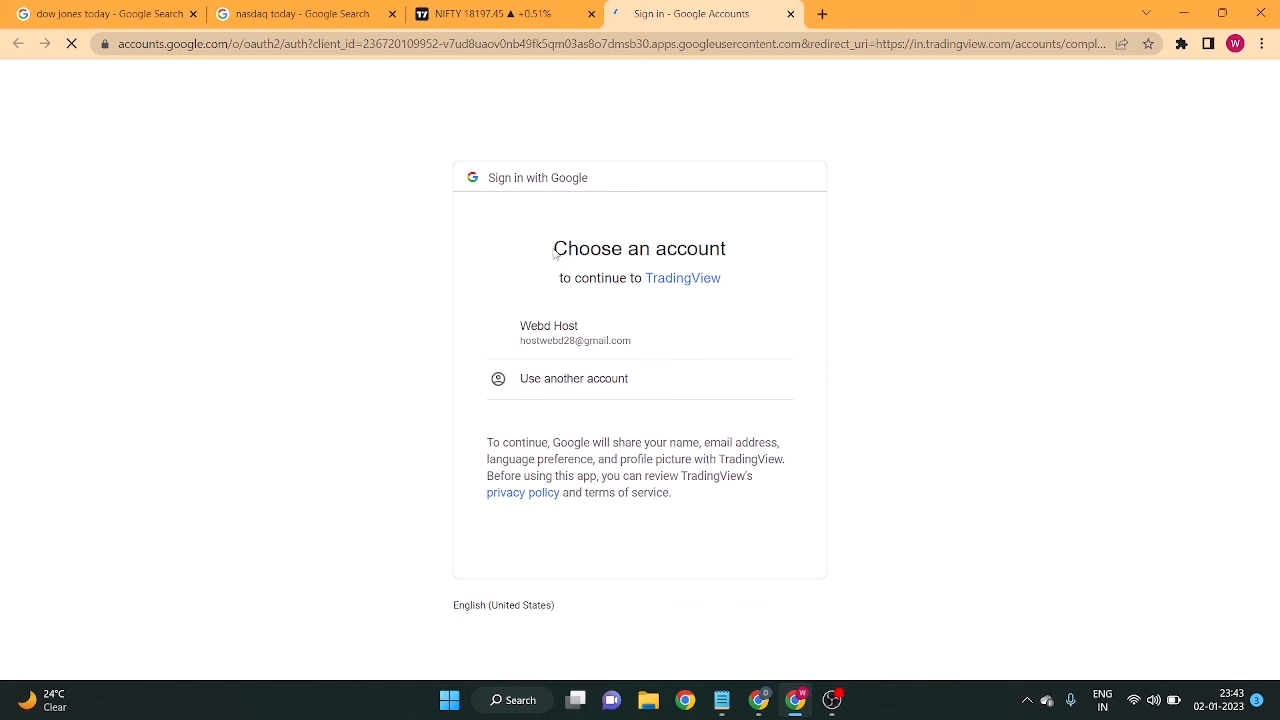 dow jones today - Google Search
nasdaq today - Google Search
NIFTY 18197.45 ▲ +0.51%
Sign in - Google Accounts
accounts.google.com/o/oauth2/auth?client_id=236720109952-v7ud8uaov0nb49fk5qm03as8o7dmsb30.apps.googleusercontent.com&redirect_uri=https://in.tradingview.com/accounts/compl...
W
Sign in with Google
Choose an account
to continue to TradingView
Webd Host
hostwebd28@gmail.com
Use another account
To continue, Google will share your name, email address,
language preference, and profile picture with TradingView.
Before using this app, you can review TradingView's
privacy policy and terms of service.
English (United States)
24°C
Clear
Search
D
W
ENG
IN
23:43
02-01-2023
3